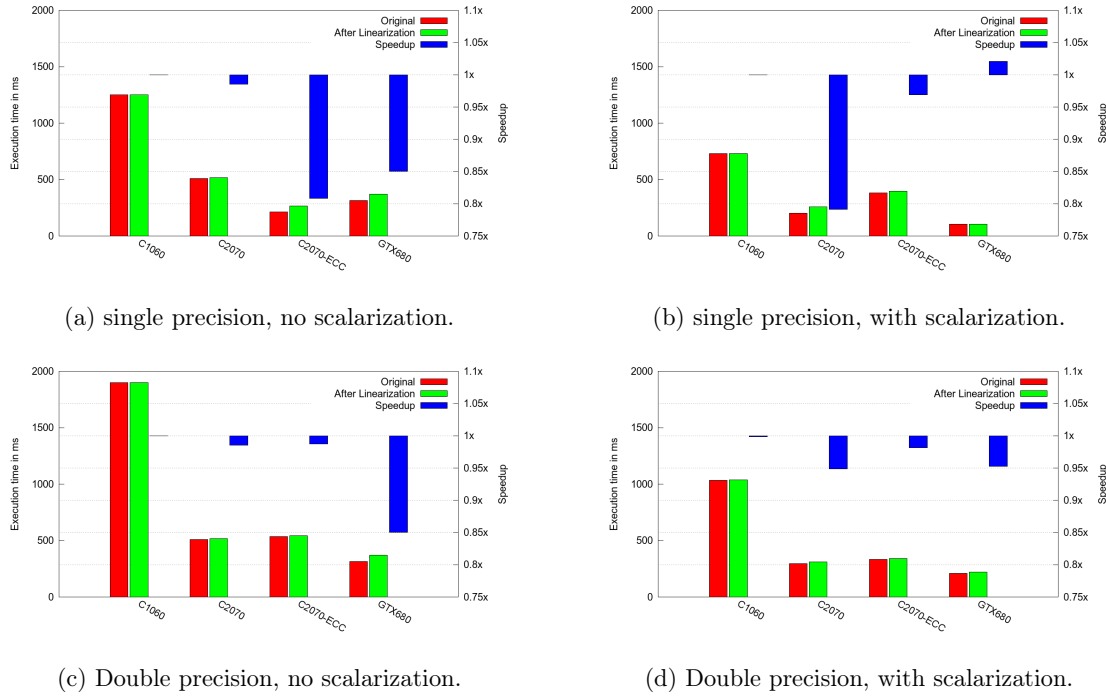 2000
1500
1000
500
0
Execution time in ms
Original
After Linearization
Speedup
1.1x
1.05x
1x
0.95x
0.9x
0.85x
0.8x
0.75x
Speedup
C1060
C2070
C2070-ECC
GTX680
(a) single precision, no scalarization.
2000
1500
1000
500
0
Execution time in ms
Original
After Linearization
Speedup
1.1x
1.05x
1x
0.95x
0.9x
0.85x
0.8x
0.75x
Speedup
C1060
C2070
C2070-ECC
GTX680
(b) single precision, with scalarization.
2000
1500
1000
500
0
Execution time in ms
Original
After Linearization
Speedup
1.1x
1.05x
1x
0.95x
0.9x
0.85x
0.8x
0.75x
Speedup
C1060
C2070
C2070-ECC
GTX680
(c) Double precision, no scalarization.
2000
1500
1000
500
0
Execution time in ms
Original
After Linearization
Speedup
1.1x
1.05x
1x
0.95x
0.9x
0.85x
0.8x
0.75x
Speedup
C1060
C2070
C2070-ECC
GTX680
(d) Double precision, with scalarization.